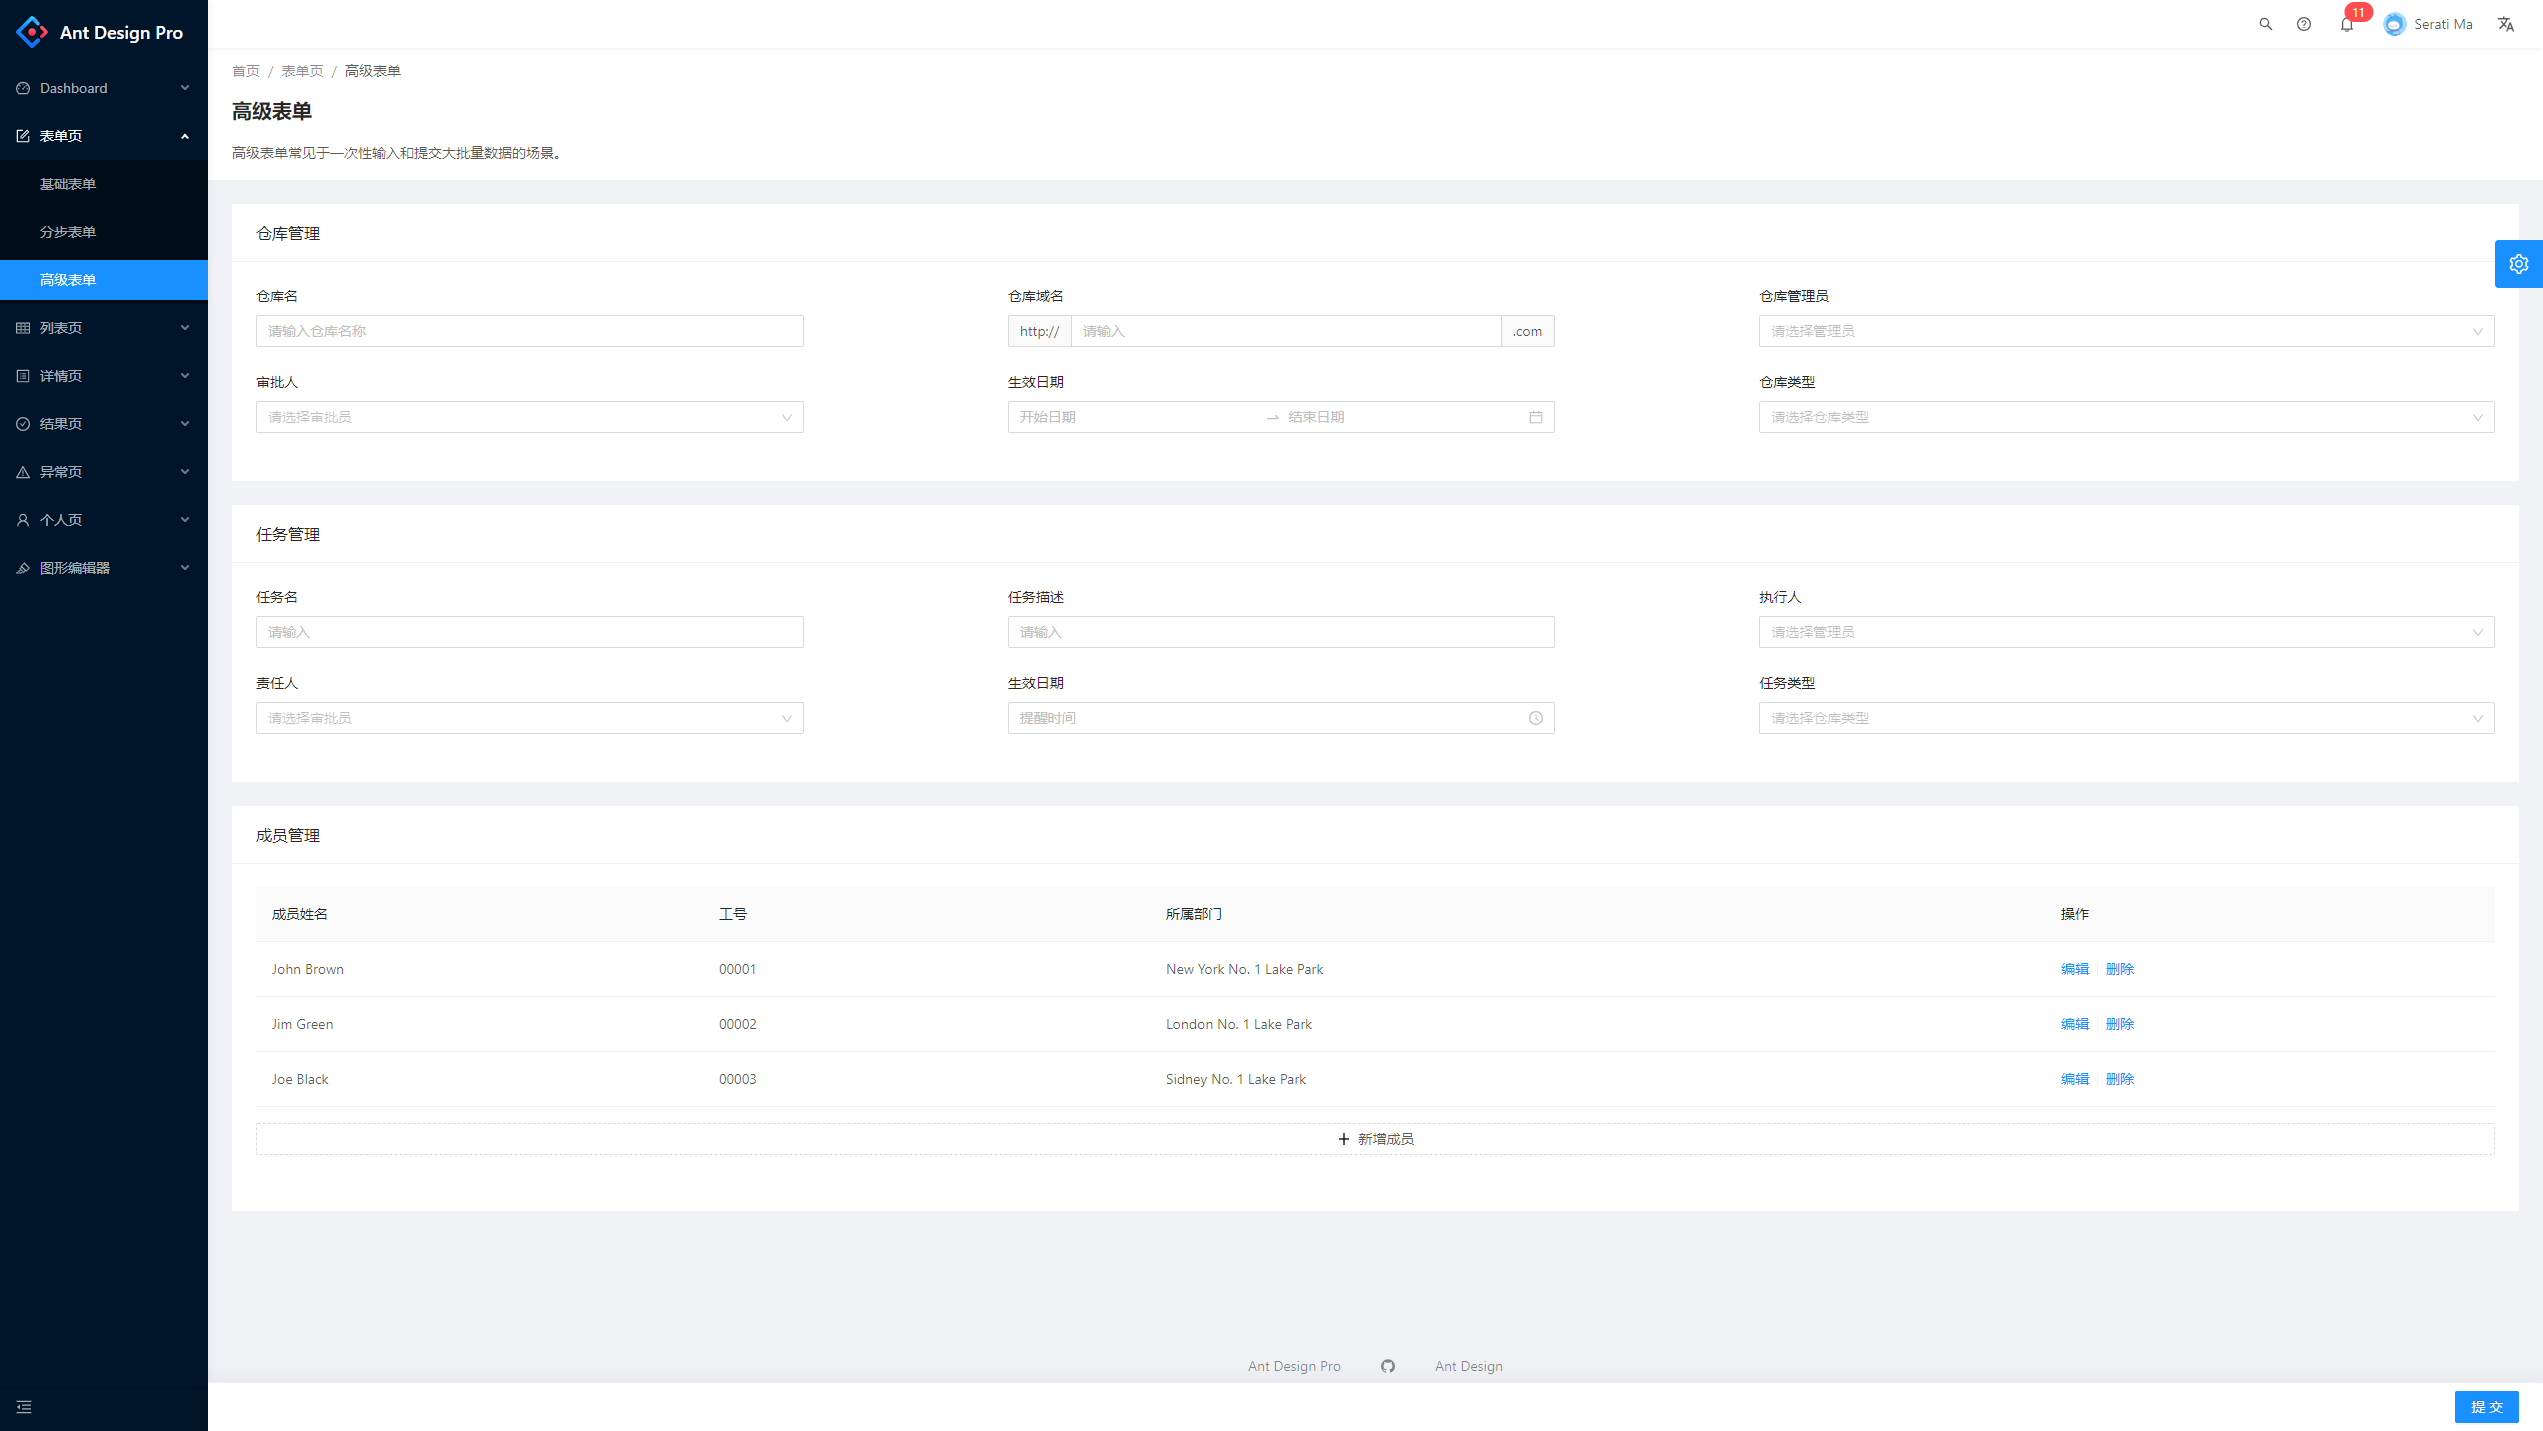 Ant Design Pro
Dashboard
表单页
基础表单
分步表单
高级表单
列表页
详情页
结果页
异常页
个人页
图形编辑器
11
Serati Ma
首页 / 表单页 / 高级表单
高级表单
高级表单常见于一次性输入和提交大批量数据的场景。
仓库管理
仓库名 仓库域名 仓库管理员
请输入仓库名称 http:// 请输入 .com 请选择管理员
审批人 生效日期 仓库类型
请选择审批员 开始日期 结束日期 请选择仓库类型
任务管理
任务名 任务描述 执行人
请输入 请输入 请选择管理员
责任人 生效日期 任务类型
请选择审批员 提醒时间 请选择仓库类型
成员管理
成员姓名 工号 所属部门 操作
John Brown 00001 New York No. 1 Lake Park 编辑 删除
Jim Green 00002 London No. 1 Lake Park 编辑 删除
Joe Black 00003 Sidney No. 1 Lake Park 编辑 删除
+ 新增成员
Ant Design Pro Ant Design
提 交